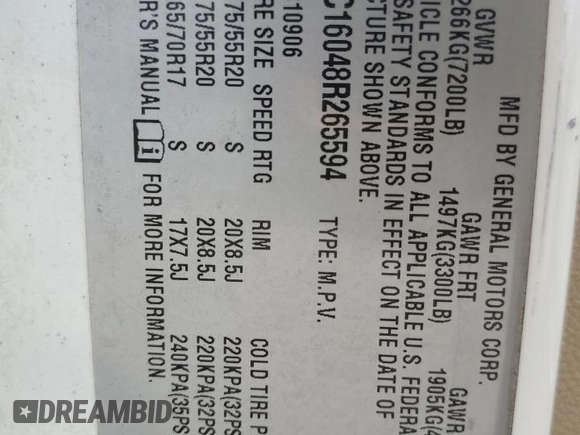 MFD BY GENERAL MOTORS CORP.
GVWR GAWR FRT GAWR
266KG(7200LB) 1497KG(3300LB) 1905KG(4
ICLE CONFORMS TO ALL APPLICABLE U.S. FEDERA
SAFETY STANDARDS IN EFFECT ON THE DATE OF
CTURE SHOWN ABOVE.
C16048R265594 TYPE: M.P.V.
510906
RE SIZE SPEED RTG RIM COLD TIRE P
75/55R20 S 20X8.5J 220KPA(32PS
75/55R20 S 20X8.5J 220KPA(32PS
65/70R17 S 17X7.5J 240KPA(35PS
R'S MANUAL i FOR MORE INFORMATION.
DREAMBID